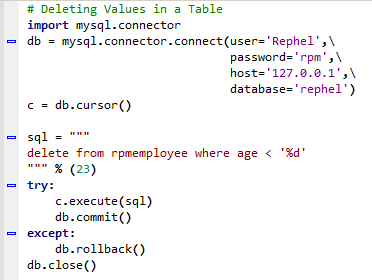 # Deleting Values in a Table
import mysql.connector
db = mysql.connector.connect(user='Rephel',\
                             password='rpm',\
                             host='127.0.0.1',\
                             database='rephel')
c = db.cursor()

sql = """
delete from rpmemployee where age < '%d'
""" % (23)
try:
    c.execute(sql)
    db.commit()
except:
    db.rollback()
db.close()